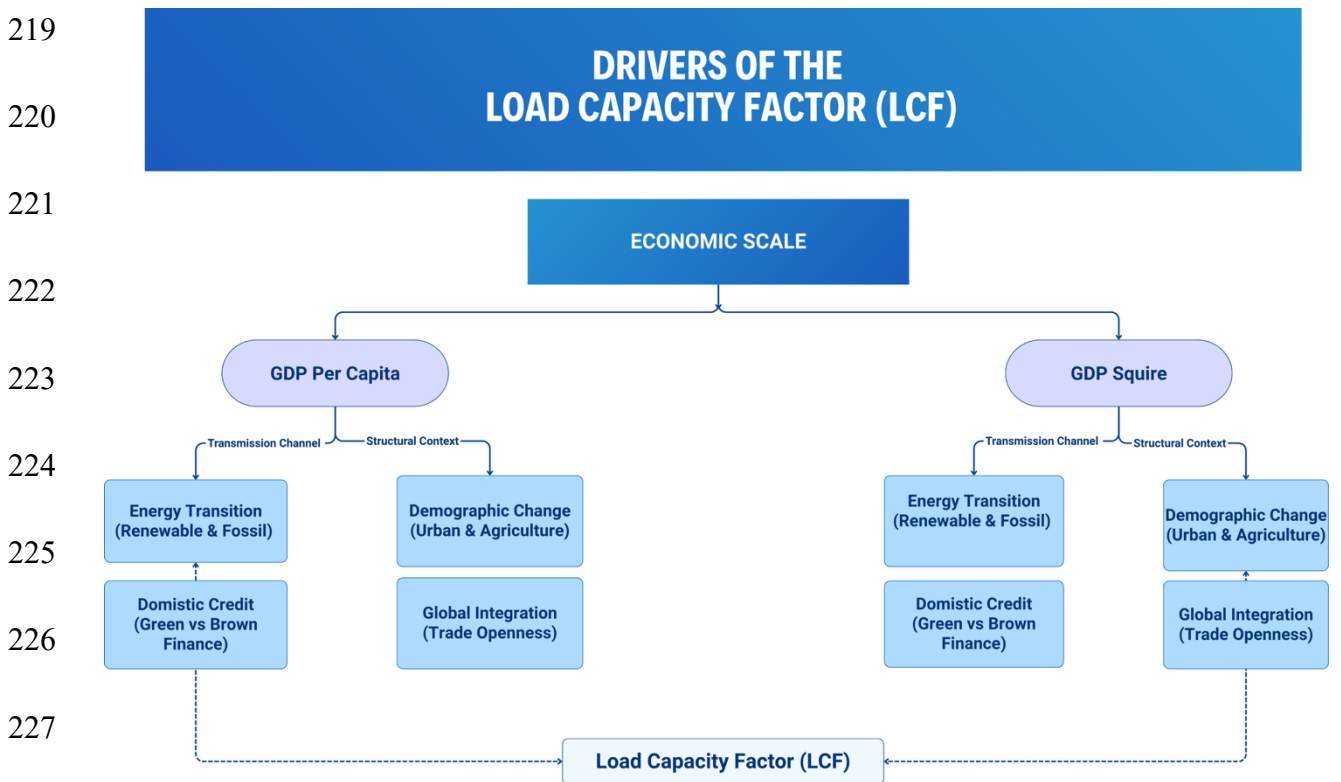 219
DRIVERS OF THE
LOAD CAPACITY FACTOR (LCF)
220
221
ECONOMIC SCALE
222
GDP Per Capita
GDP Squire
223
Transmission Channel
Structural Context
Transmission Channel
Structural Context
224
Energy Transition
(Renewable & Fossil)
Demographic Change
(Urban & Agriculture)
Energy Transition
(Renewable & Fossil)
Demographic Change
(Urban & Agriculture)
225
Domistic Credit
(Green vs Brown
Finance)
Global Integration
(Trade Openness)
Domistic Credit
(Green vs Brown
Finance)
Global Integration
(Trade Openness)
226
227
Load Capacity Factor (LCF)